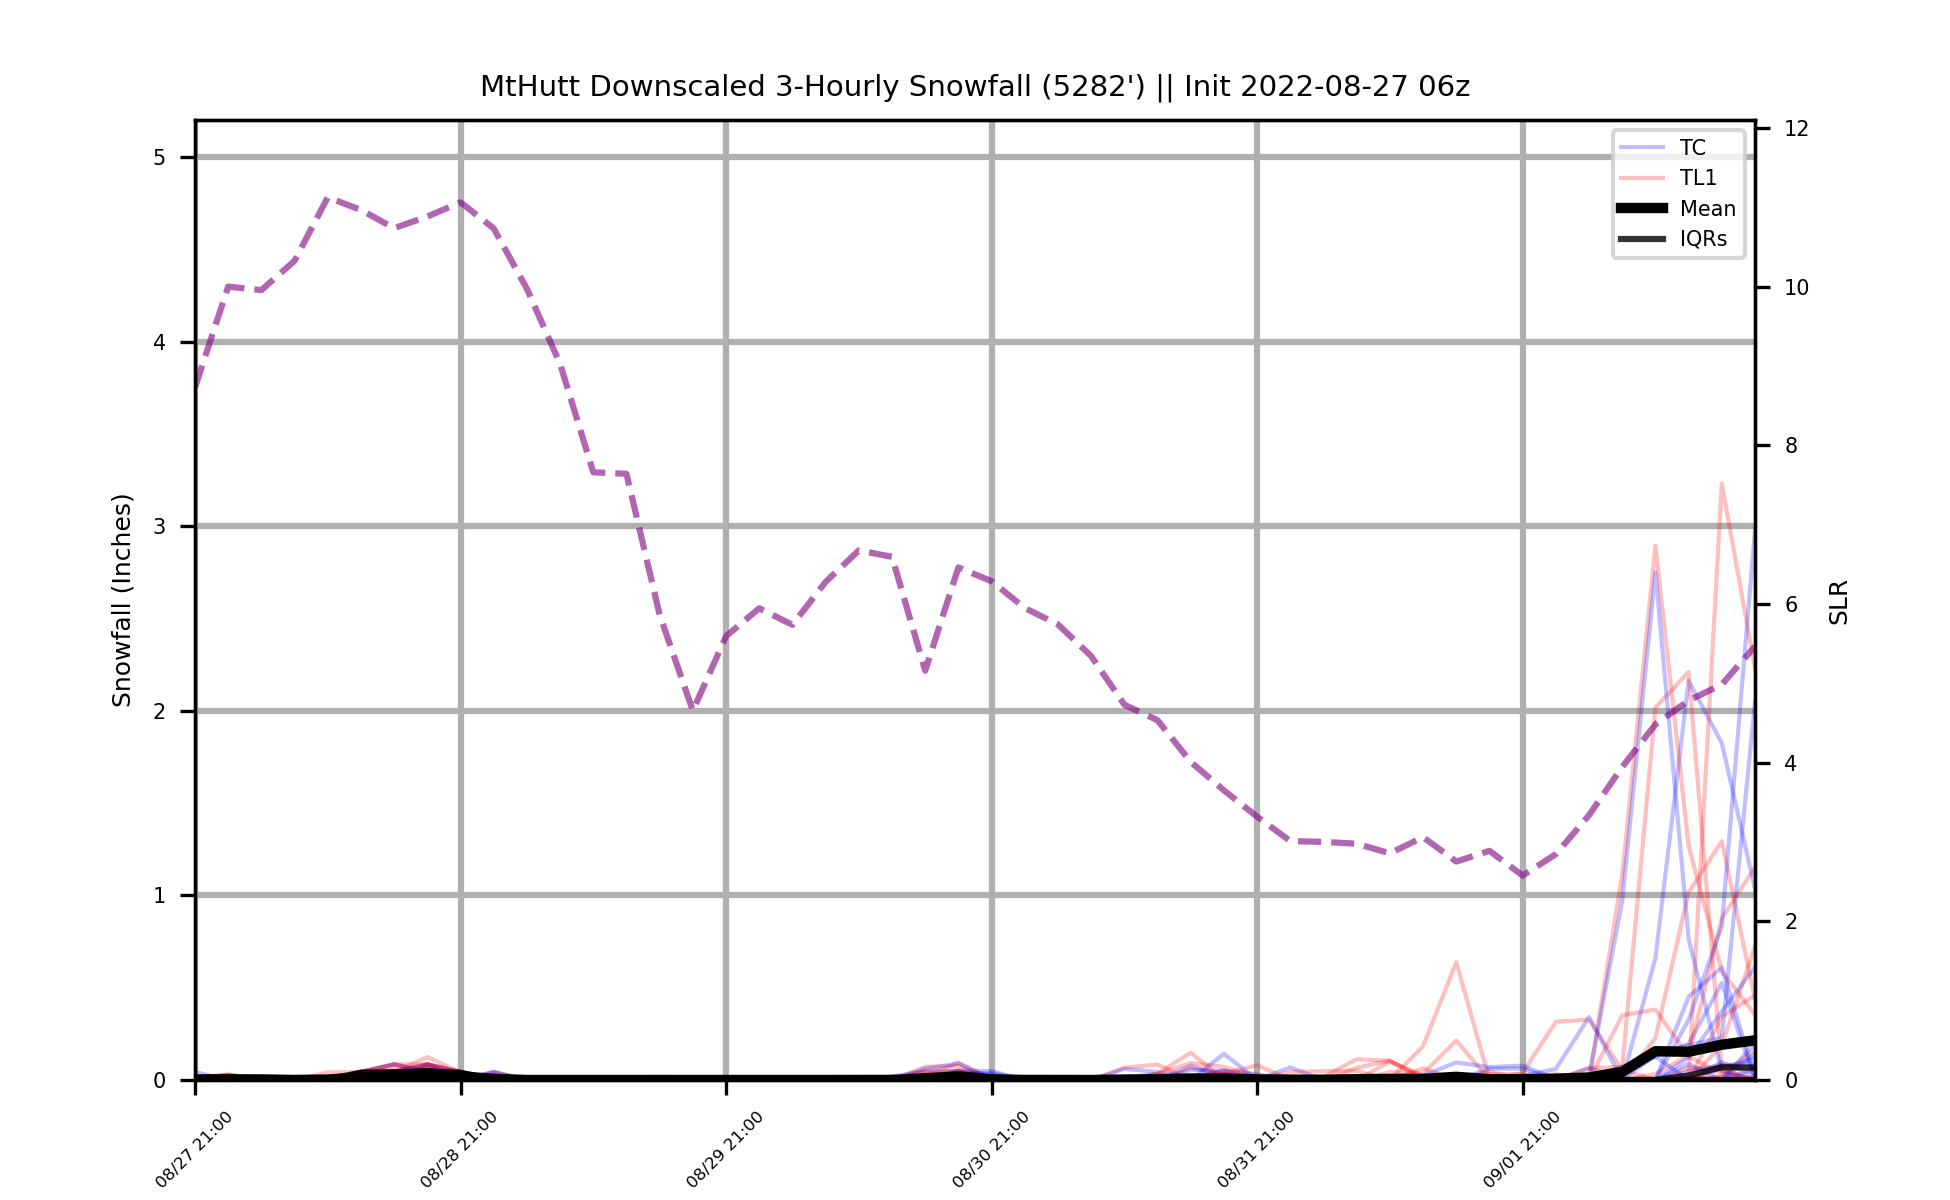 MtHutt Downscaled 3-Hourly Snowfall (5282') || Init 2022-08-27 06z
TC
TL1
Mean
IQRs
Snowfall (Inches)
5
4
3
2
1
0
12
10
8
6
4
2
0
SLR
08/27 21:00
08/28 21:00
08/29 21:00
08/30 21:00
08/31 21:00
09/01 21:00